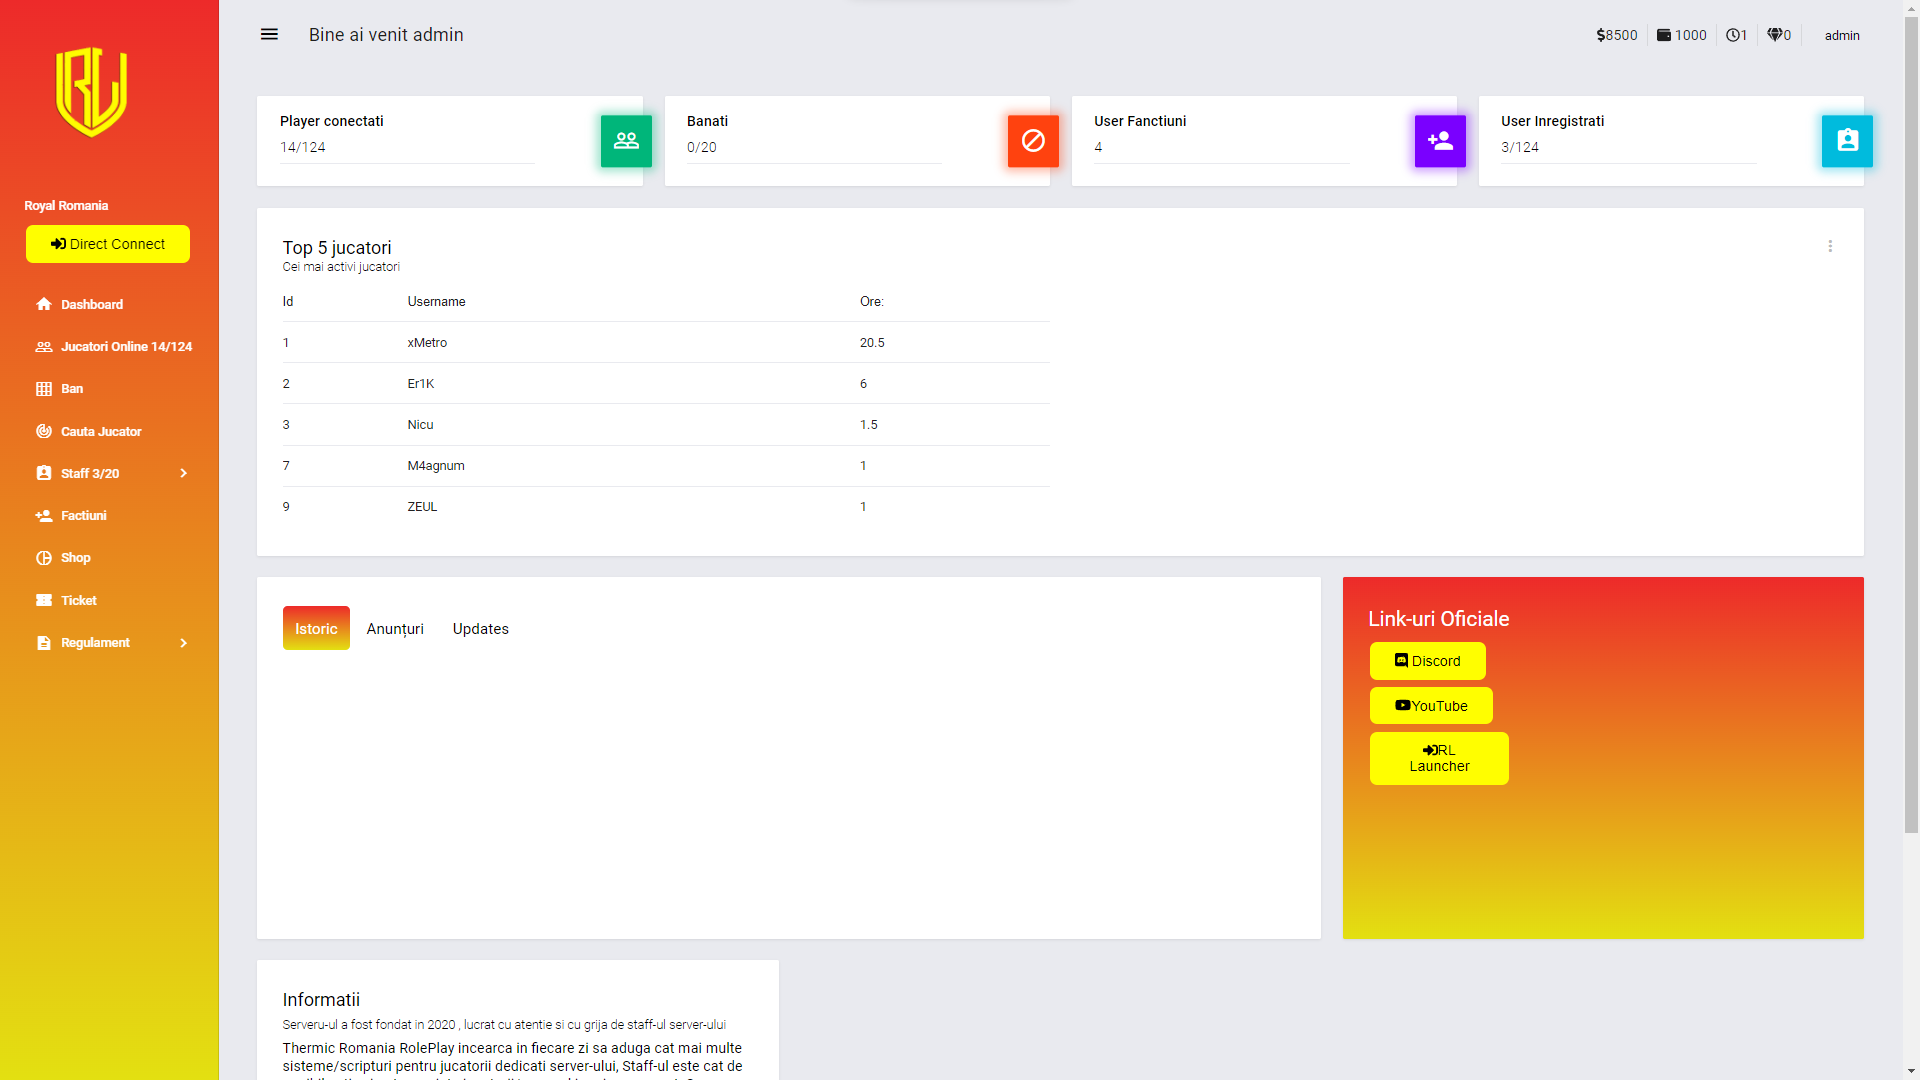 Bine ai venit admin
$8500
1000
1
0
admin
Royal Romania
Direct Connect
Dashboard
Jucatori Online 14/124
Ban
Cauta Jucator
Staff 3/20
Factiuni
Shop
Ticket
Regulament
Player conectati
14/124
Banati
0/20
User Fanctiuni
4
User Inregistrati
3/124
Top 5 jucatori
Cei mai activi jucatori
Id Username Ore:
1 xMetro 20.5
2 Er1K 6
3 Nicu 1.5
7 M4agnum 1
9 ZEUL 1
Istoric Anunțuri Updates
Link-uri Oficiale
Discord
YouTube
RL
Launcher
Informatii
Serveru-ul a fost fondat in 2020 , lucrat cu atentie si cu grija de staff-ul server-ului
Thermic Romania RolePlay incearca in fiecare zi sa aduga cat mai multe
sisteme/scripturi pentru jucatorii dedicati server-ului, Staff-ul este cat de